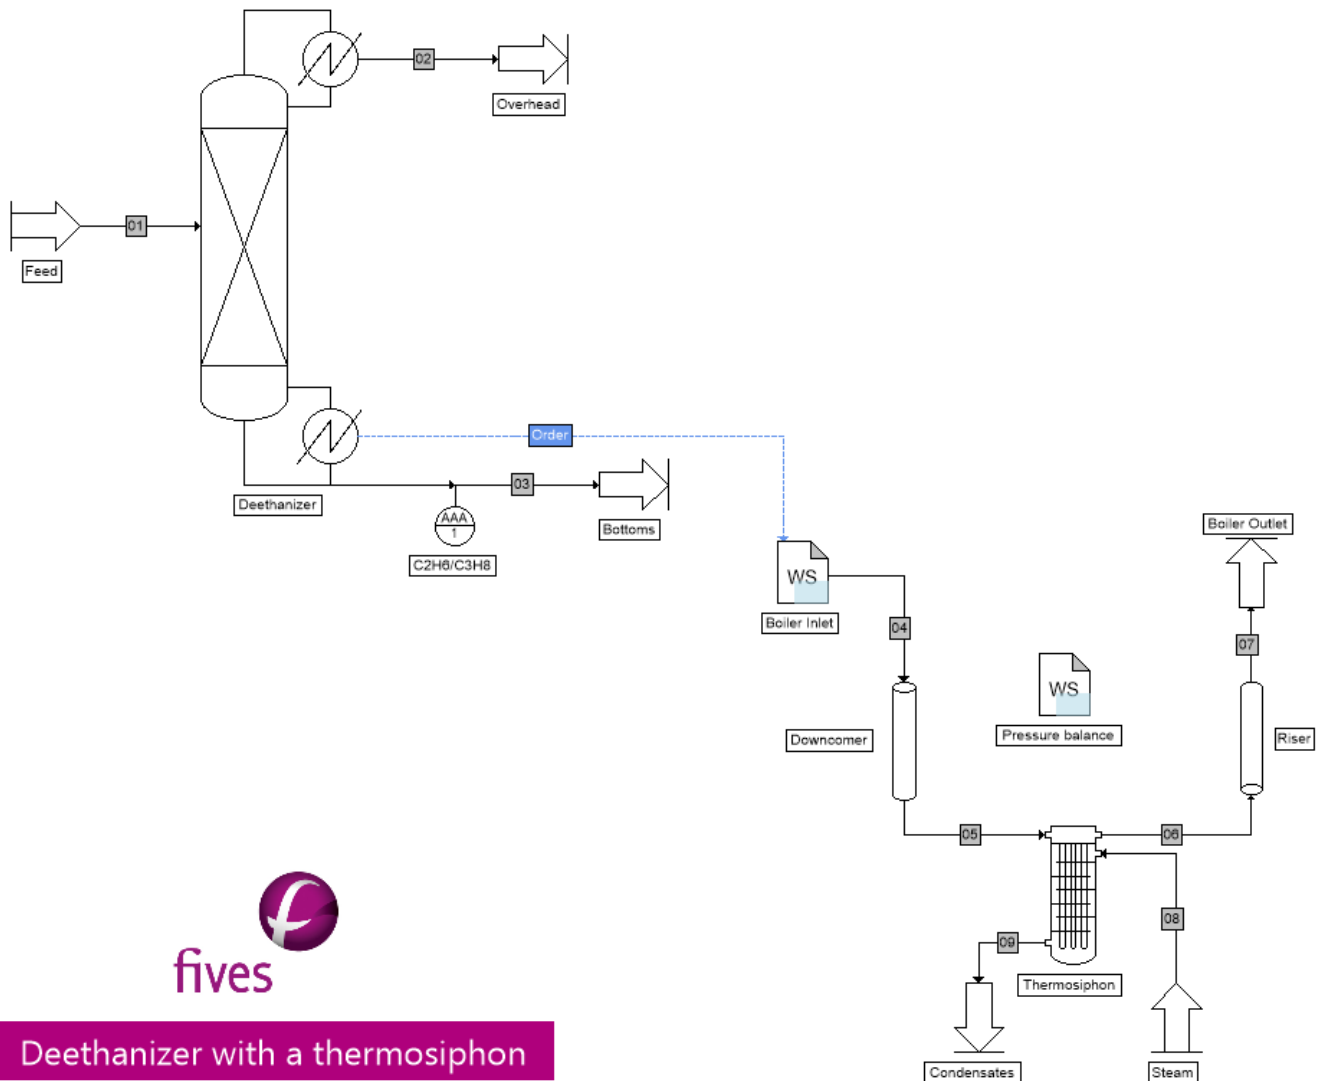 02
Overhead
01
Feed
Order
03
Deethanizer
AAA
1
Bottoms
C2H6/C3H8
Boiler Outlet
WS
Boiler Inlet
04
07
WS
Pressure balance
Downcomer
Riser
05
06
08
09
Thermosiphon
Condensates
Steam
fives
Deethanizer with a thermosiphon